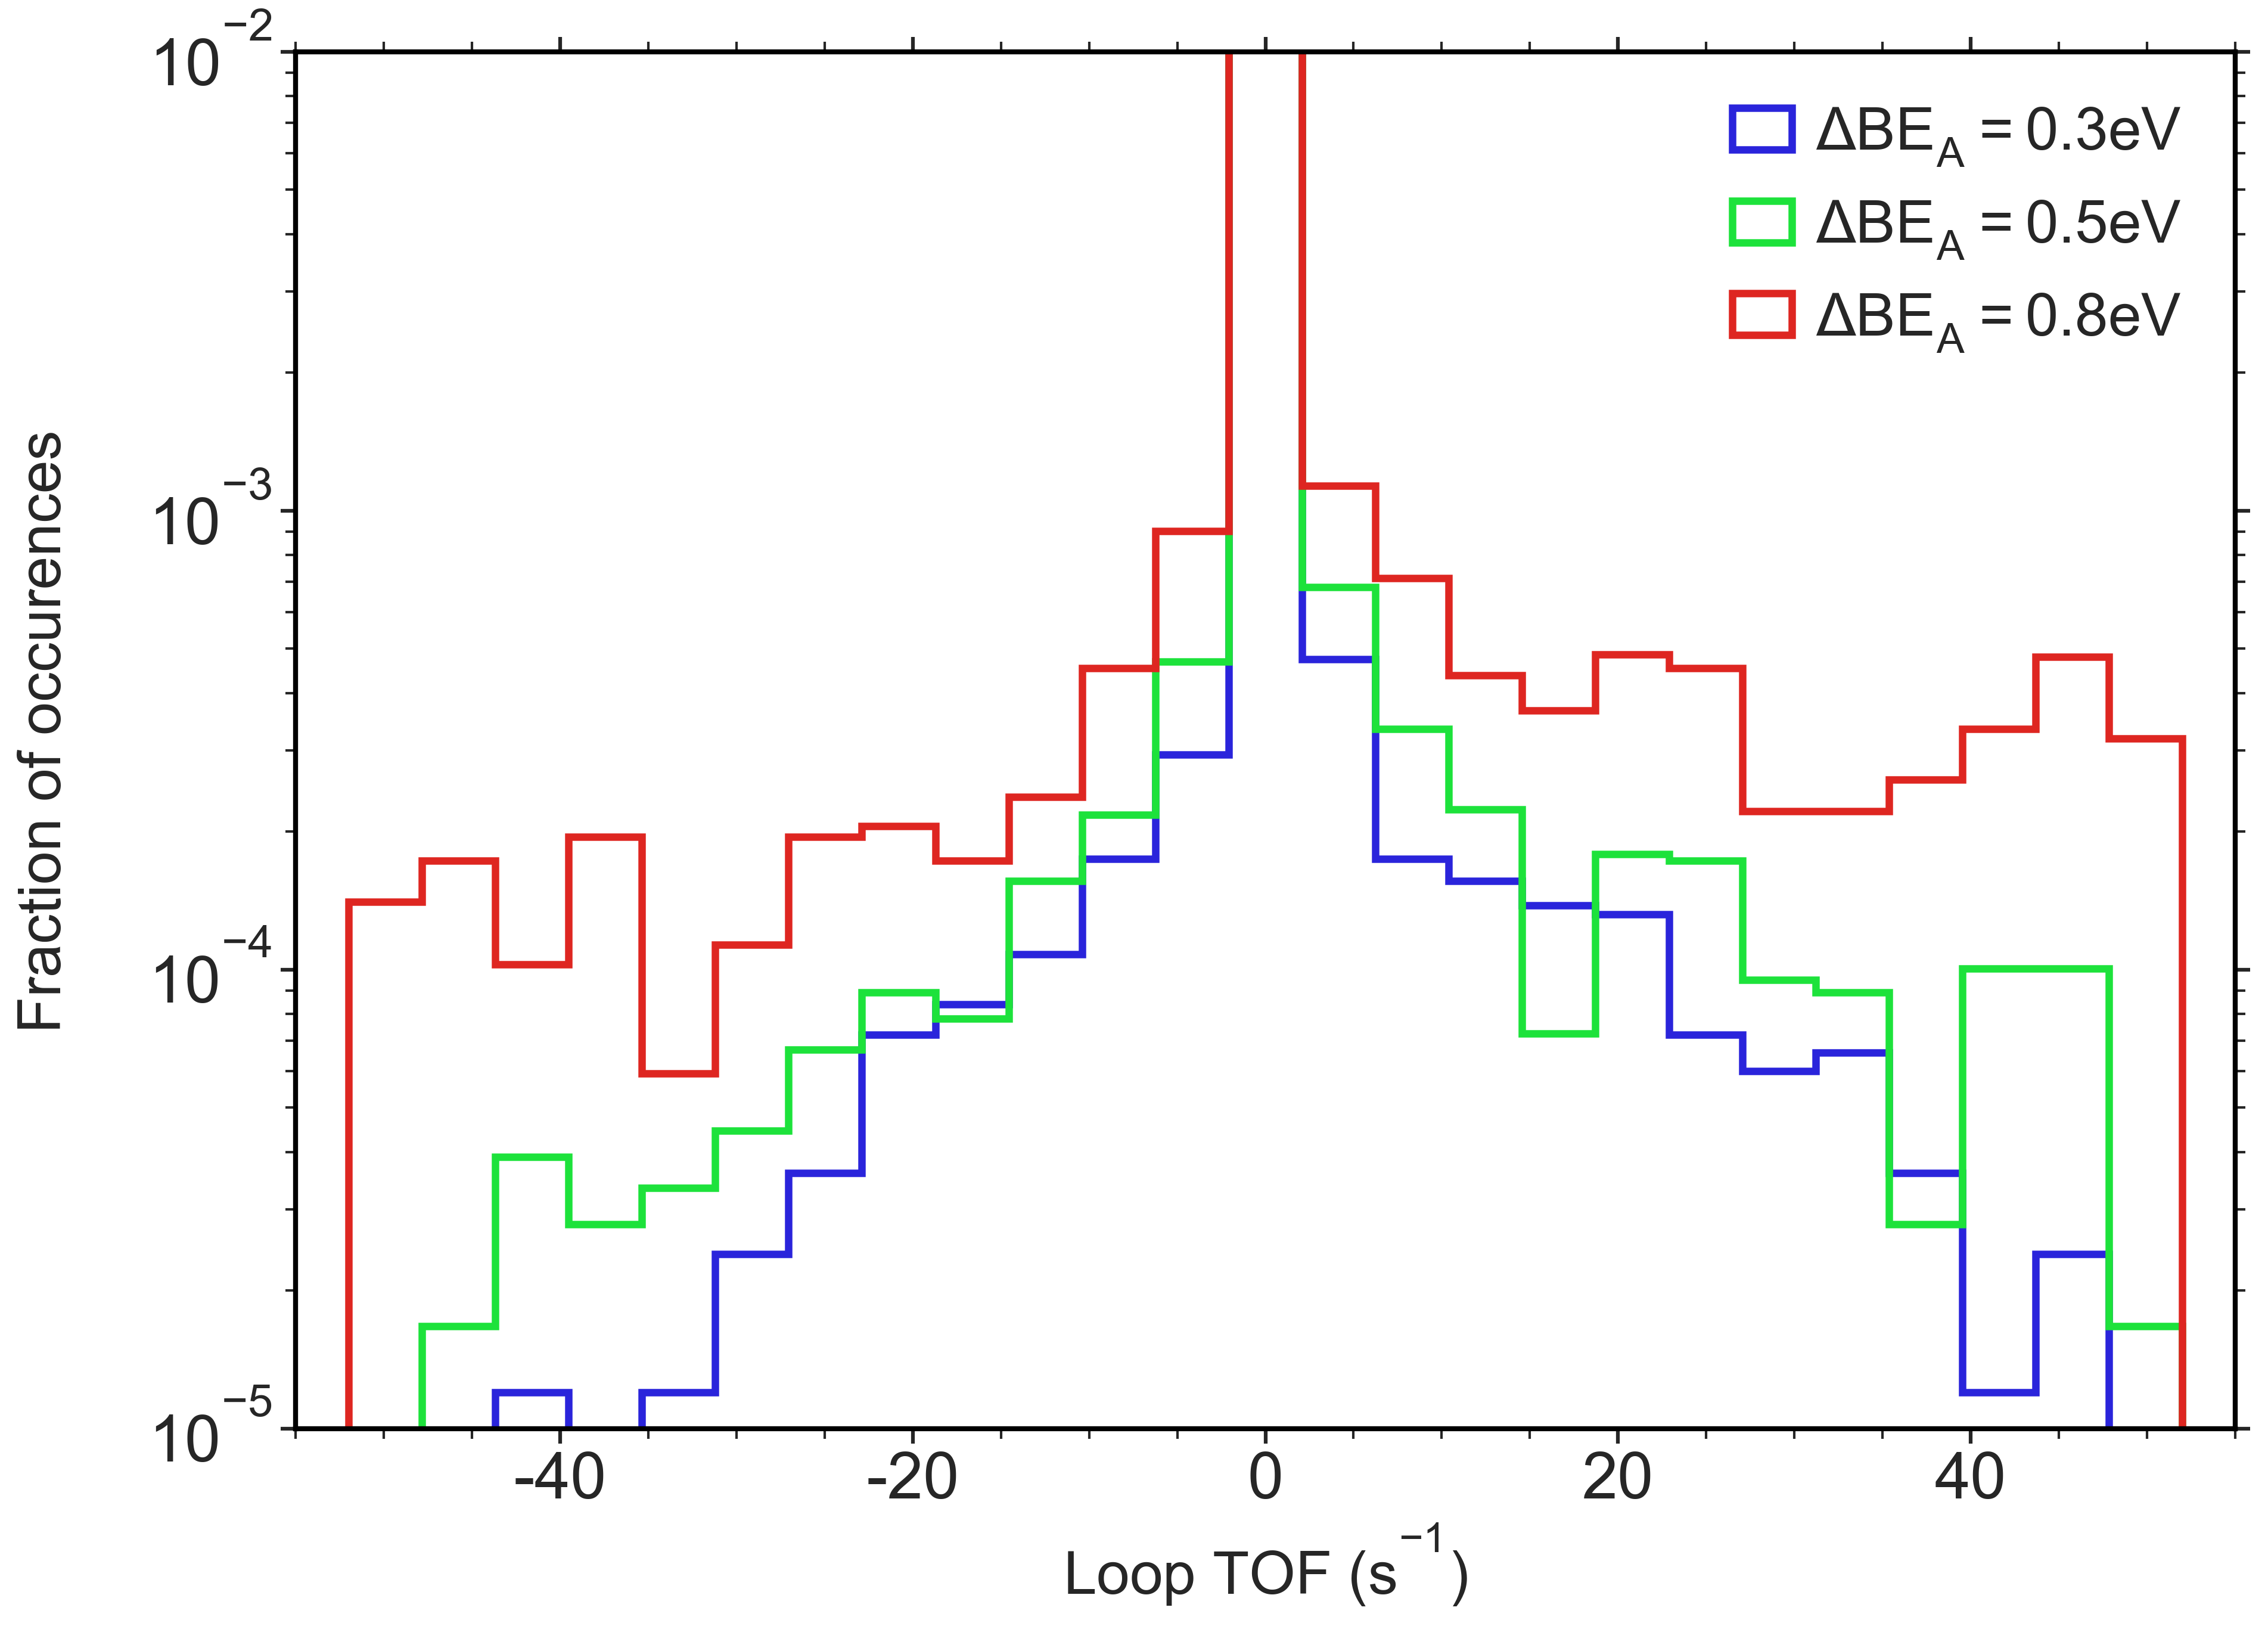 10⁻²
10⁻³
10⁻⁴
10⁻⁵
Fraction of occurences
ΔBE_A = 0.3eV
ΔBE_A = 0.5eV
ΔBE_A = 0.8eV
-40 -20 0 20 40
Loop TOF (s⁻¹)